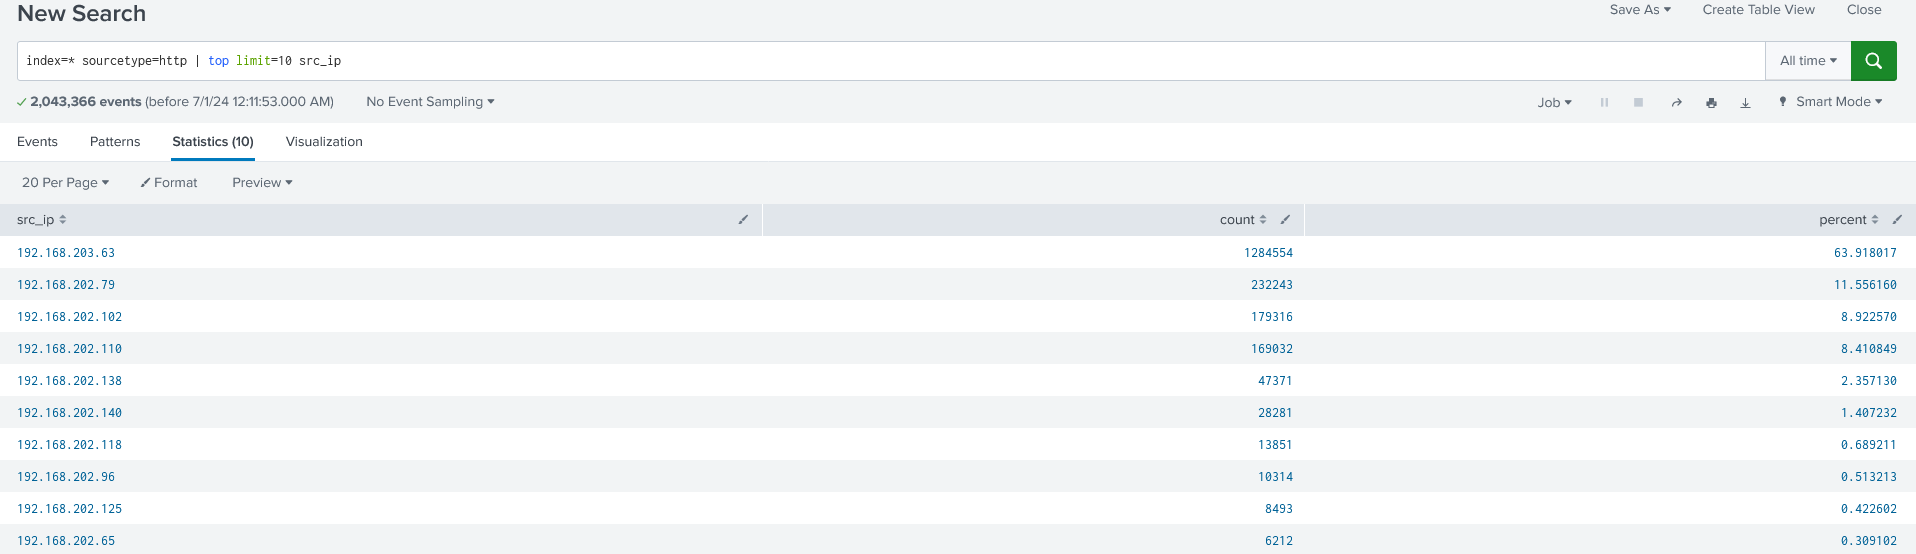 New Search
Save As Create Table View Close
index=* sourcetype=http | top limit=10 src_ip
All time
2,043,366 events (before 7/1/24 12:11:53.000 AM) No Event Sampling
Job Smart Mode
Events Patterns Statistics (10) Visualization
20 Per Page Format Preview
src_ip count percent
192.168.203.63 1284554 63.918017
192.168.202.79 232243 11.556160
192.168.202.102 179316 8.922570
192.168.202.110 169032 8.410849
192.168.202.138 47371 2.357130
192.168.202.140 28281 1.407232
192.168.202.118 13851 0.689211
192.168.202.96 10314 0.513213
192.168.202.125 8493 0.422602
192.168.202.65 6212 0.309102